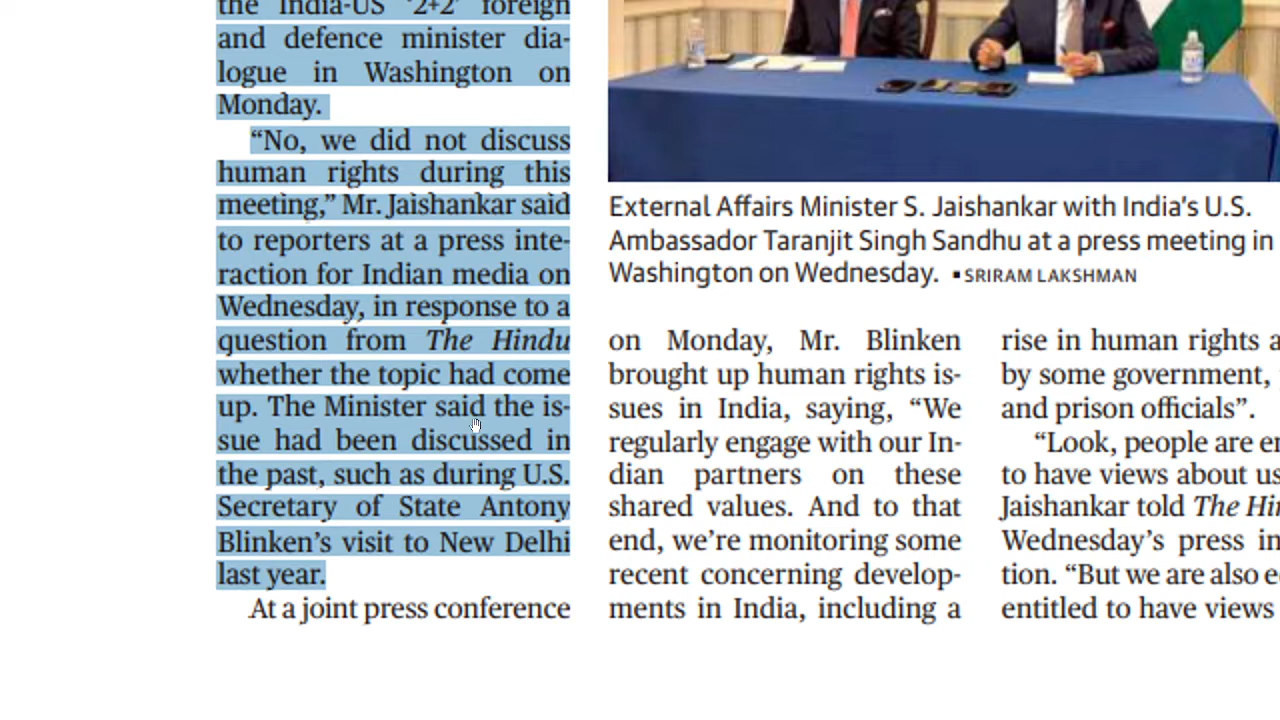 the India-US ‘2+2’ foreign
and defence minister dia-
logue in Washington on
Monday.
“No, we did not discuss
human rights during this
meeting,” Mr. Jaishankar said
to reporters at a press inte-
raction for Indian media on
Wednesday, in response to a
question from The Hindu
whether the topic had come
up. The Minister said the is-
sue had been discussed in
the past, such as during U.S.
Secretary of State Antony
Blinken’s visit to New Delhi
last year.
At a joint press conference
External Affairs Minister S. Jaishankar with India’s U.S.
Ambassador Taranjit Singh Sandhu at a press meeting in
Washington on Wednesday. ▪ SRIRAM LAKSHMAN
on Monday, Mr. Blinken
brought up human rights is-
sues in India, saying, “We
regularly engage with our In-
dian partners on these
shared values. And to that
end, we’re monitoring some
recent concerning develop-
ments in India, including a
rise in human rights a
by some government,
and prison officials”.
“Look, people are en
to have views about us
Jaishankar told The Hin
Wednesday’s press in
tion. “But we are also e
entitled to have views